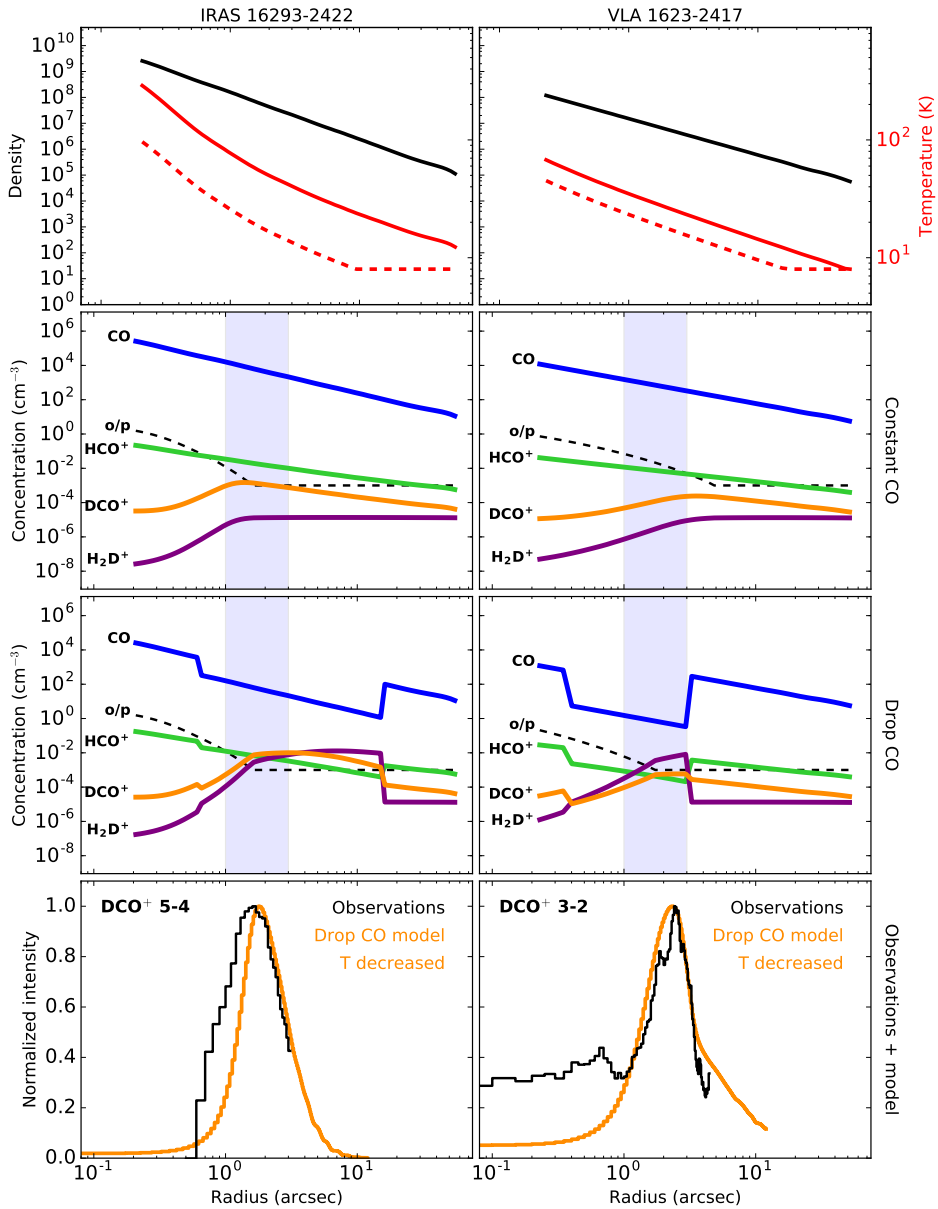 IRAS 16293-2422 VLA 1623-2417
10^10
10^9
10^8
10^7
10^6
10^5
10^4
10^3
10^2
10^1
10^0
Density
10^2
10^1
Temperature (K)
10^6
10^4
10^2
10^0
10^−2
10^−4
10^−6
10^−8
Concentration (cm^−3)
CO
o/p
HCO^+
DCO^+
H_2D^+
CO
o/p
HCO^+
DCO^+
H_2D^+
Constant CO
10^6
10^4
10^2
10^0
10^−2
10^−4
10^−6
10^−8
Concentration (cm^−3)
CO
o/p
HCO^+
DCO^+
H_2D^+
CO
o/p
HCO^+
DCO^+
H_2D^+
Drop CO
1.0
0.8
0.6
0.4
0.2
0.0
Normalized intensity
DCO^+ 5-4
Observations
Drop CO model
T decreased
DCO^+ 3-2
Observations
Drop CO model
T decreased
Observations + model
10^-1 10^0 10^1 10^-1 10^0 10^1
Radius (arcsec) Radius (arcsec)